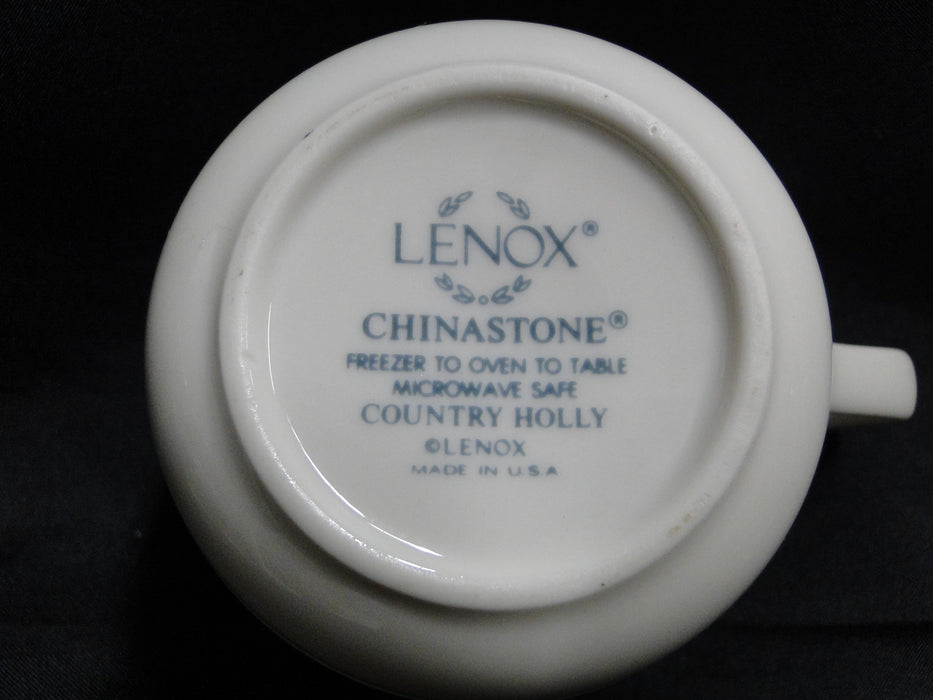 LENOX®
CHINASTONE®
FREEZER TO OVEN TO TABLE
MICROWAVE SAFE
COUNTRY HOLLY
©LENOX
MADE IN U.S.A